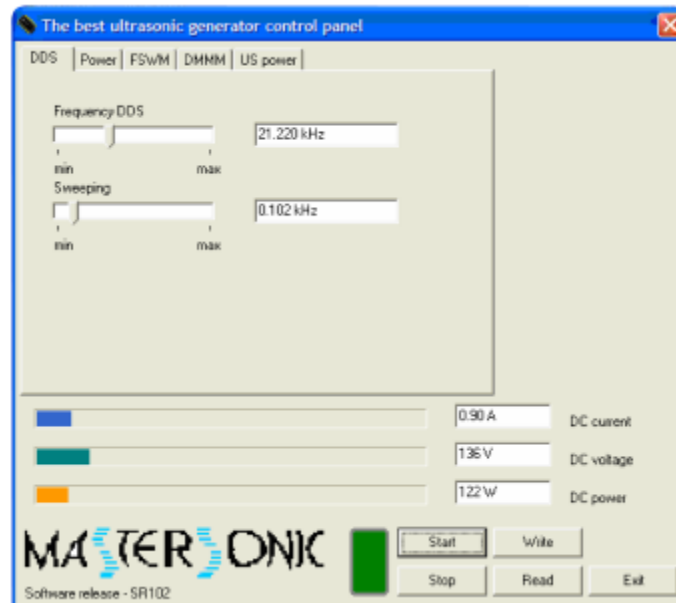 The best ultrasonic generator control panel
DDS Power FSWM DMMM US power
Frequency DDS
21.220 kHz
min max
Sweeping
0.102 kHz
min max
0.90 A DC current
136 V DC voltage
122 W DC power
MASTERSONIC
Start Write
Stop Read Exit
Software release - SR102